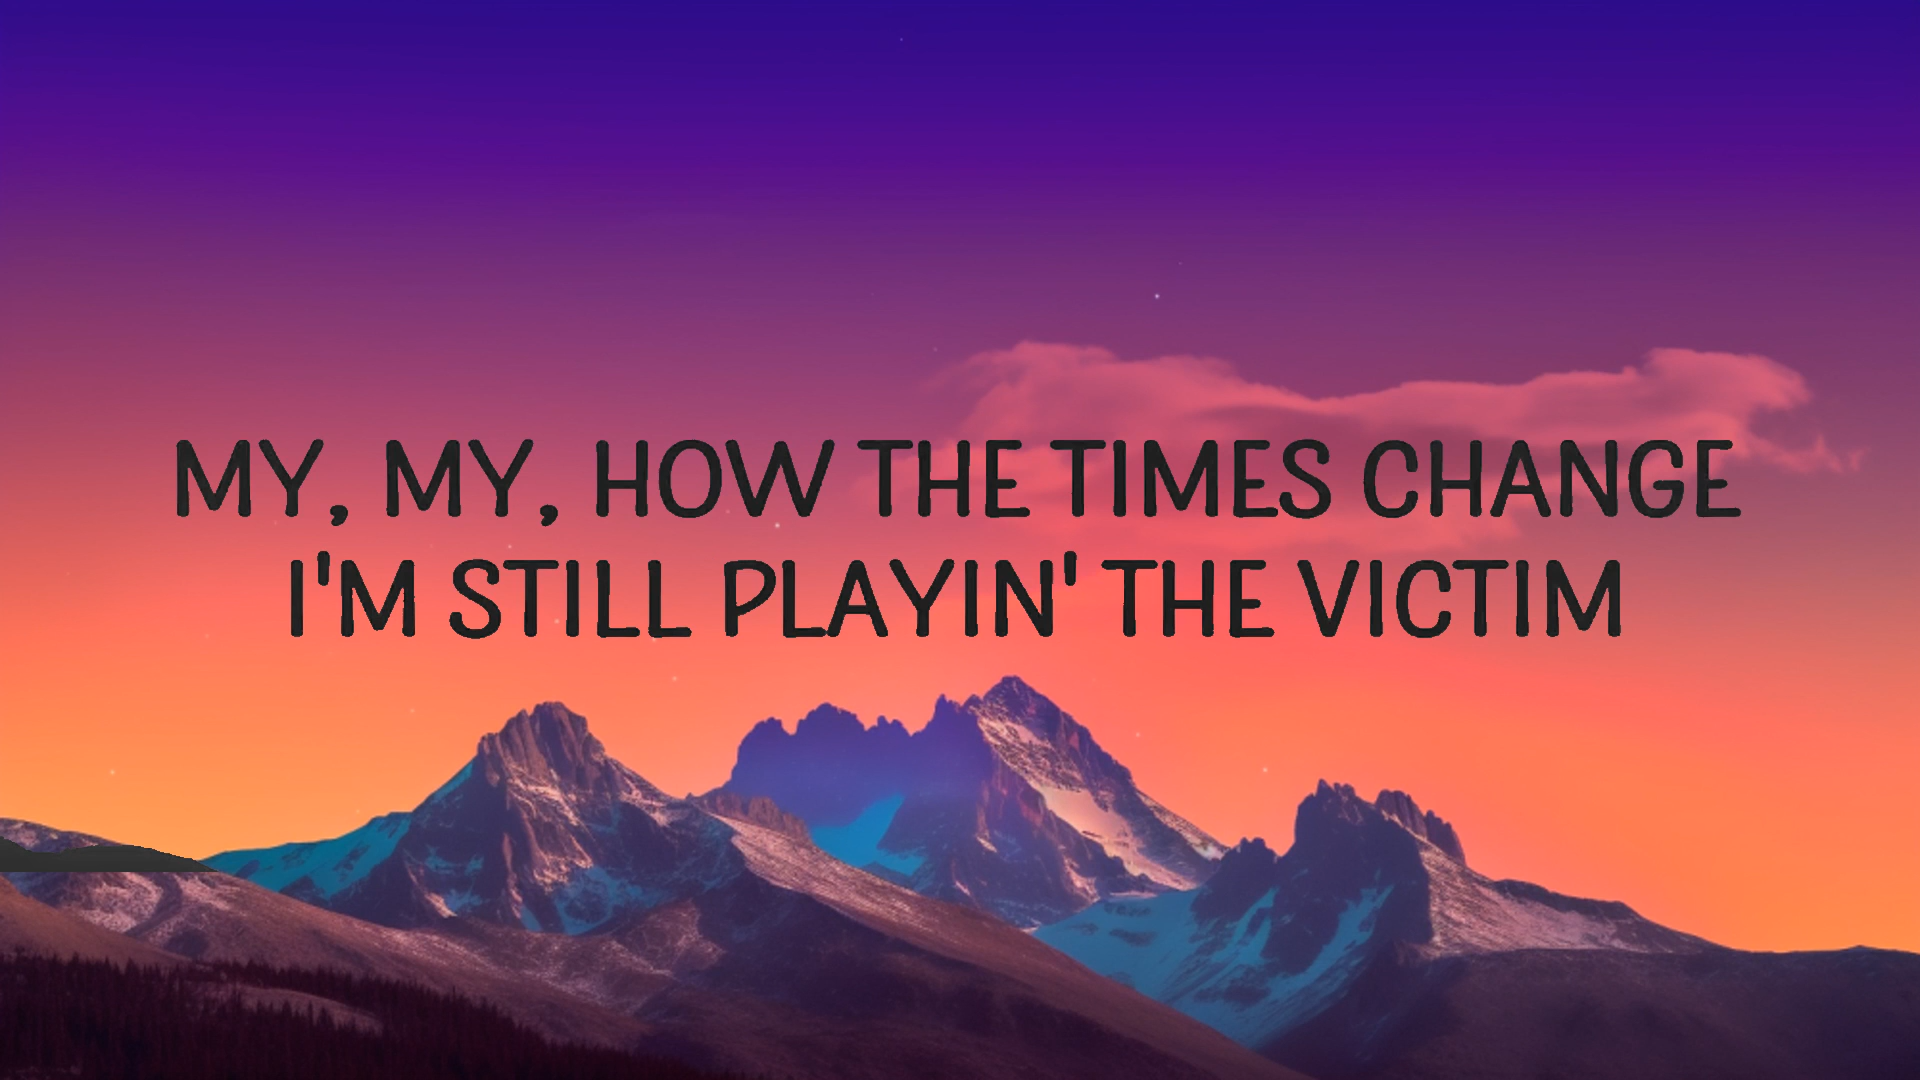 MY, MY, HOW THE TIMES CHANGE
I'M STILL PLAYIN' THE VICTIM